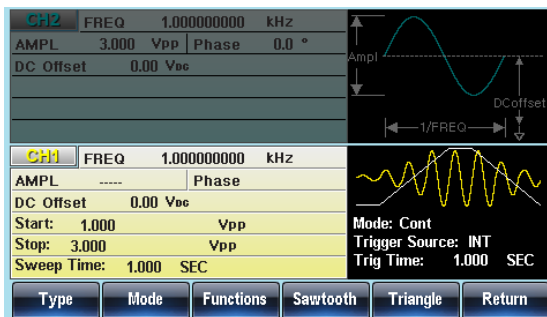 CH2 FREQ 1.000000000 kHz
AMPL 3.000 Vpp Phase 0.0 °
DC Offset 0.00 VDC
Ampl
DCoffset
1/FREQ
CH1 FREQ 1.000000000 kHz
AMPL ----- Phase
DC Offset 0.00 VDC
Start: 1.000 Vpp
Stop: 3.000 Vpp
Sweep Time: 1.000 SEC
Mode: Cont
Trigger Source: INT
Trig Time: 1.000 SEC
Type Mode Functions Sawtooth Triangle Return